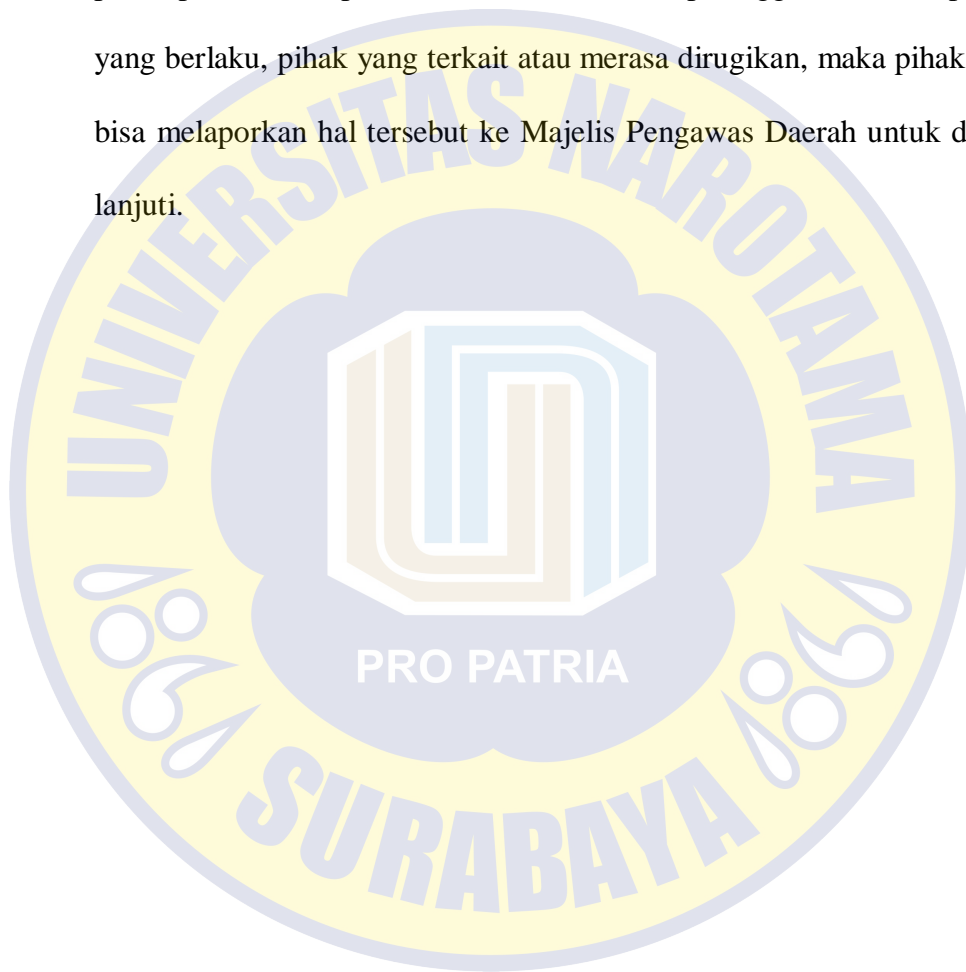 yang berlaku, pihak yang terkait atau merasa dirugikan, maka pihak
bisa melaporkan hal tersebut ke Majelis Pengawas Daerah untuk d
lanjuti.
UNIVERSITAS NAROTAMA
PRO PATRIA
SURABAYA